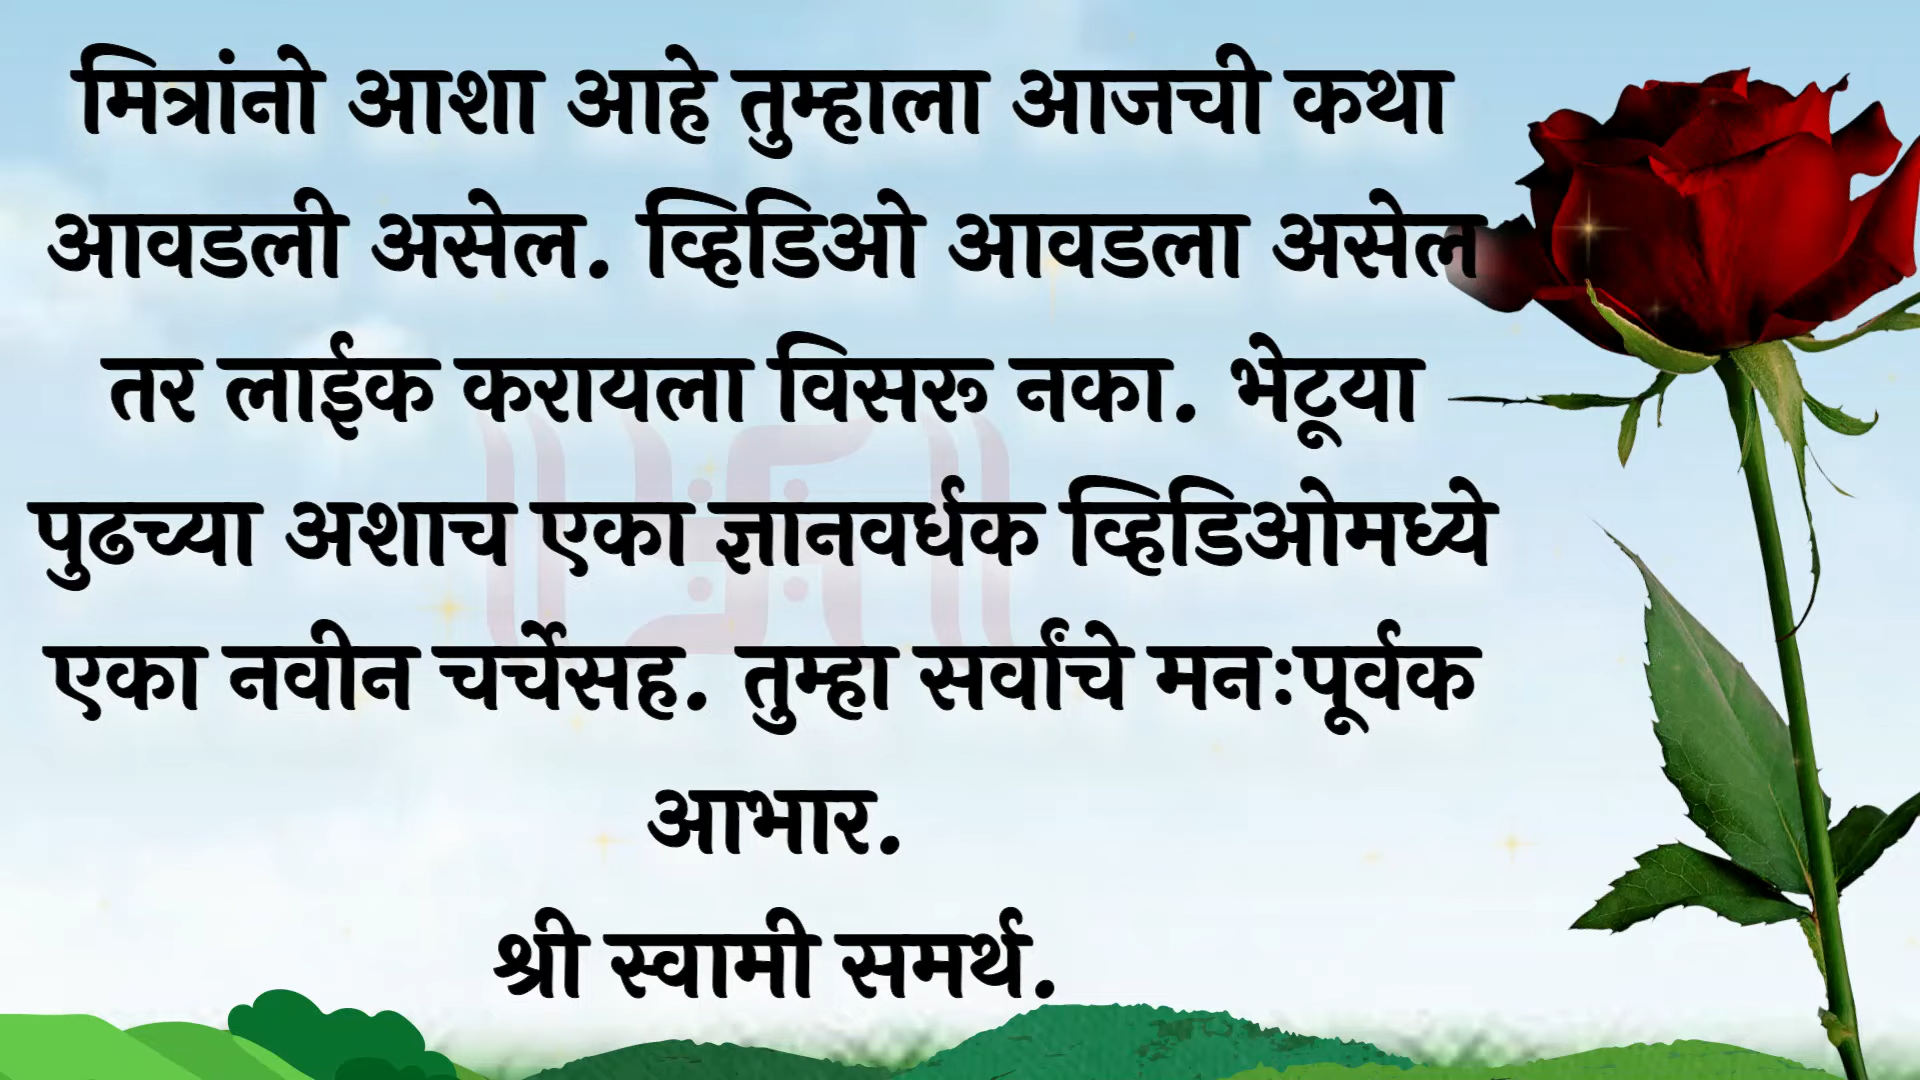 मित्रांनो आशा आहे तुम्हाला आजची कथा
आवडली असेल. व्हिडिओ आवडला असेल
तर लाईक करायला विसरू नका. भेटूया
पुढच्या अशाच एका ज्ञानवर्धक व्हिडिओमध्ये
एका नवीन चर्चेसह. तुम्हा सर्वांचे मनःपूर्वक
आभार.
श्री स्वामी समर्थ.